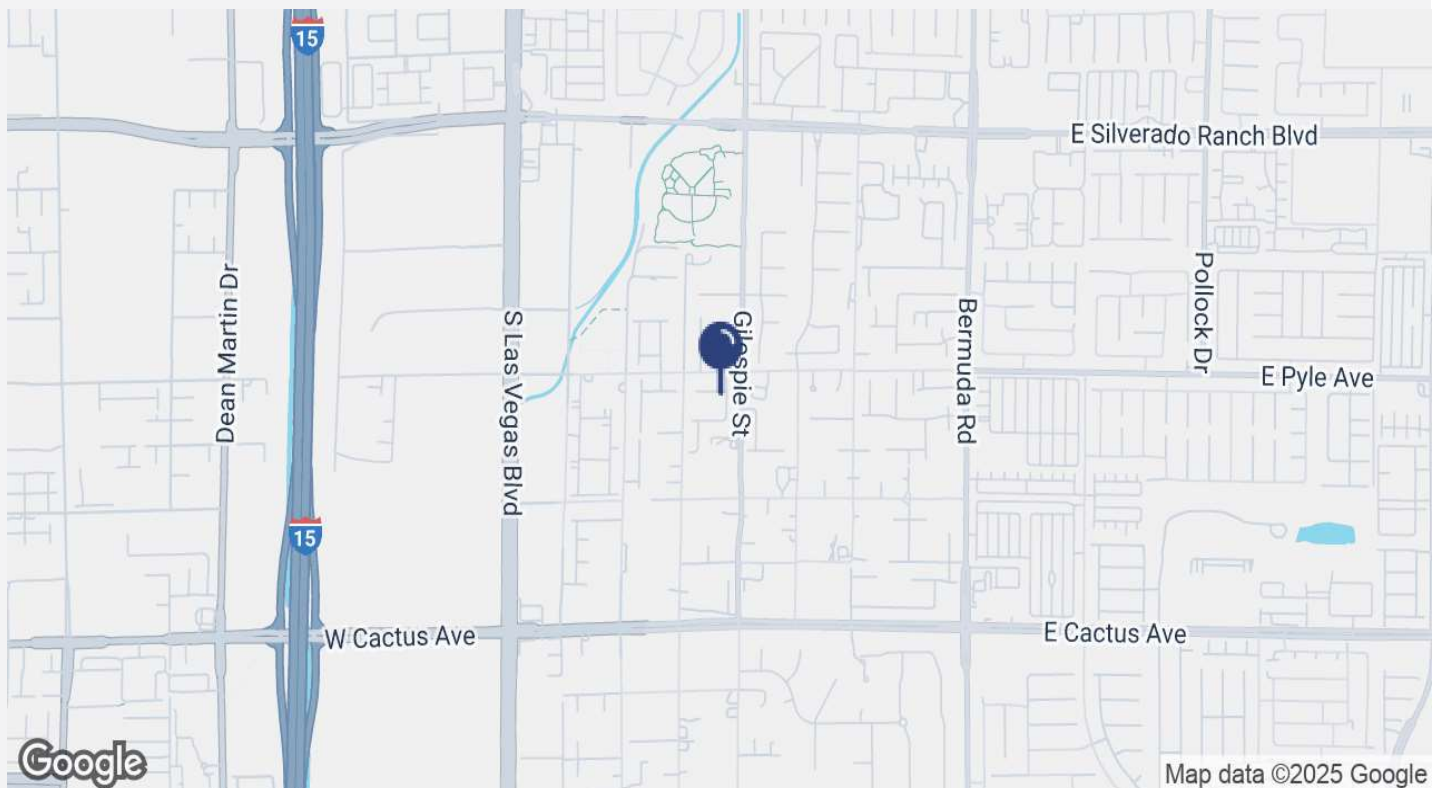 15
E Silverado Ranch Blvd
Dean Martin Dr
S Las Vegas Blvd
Gilespie St
Bermuda Rd
Pollock Dr
E Pyle Ave
15
W Cactus Ave
E Cactus Ave
Google
Map data ©2025 Google